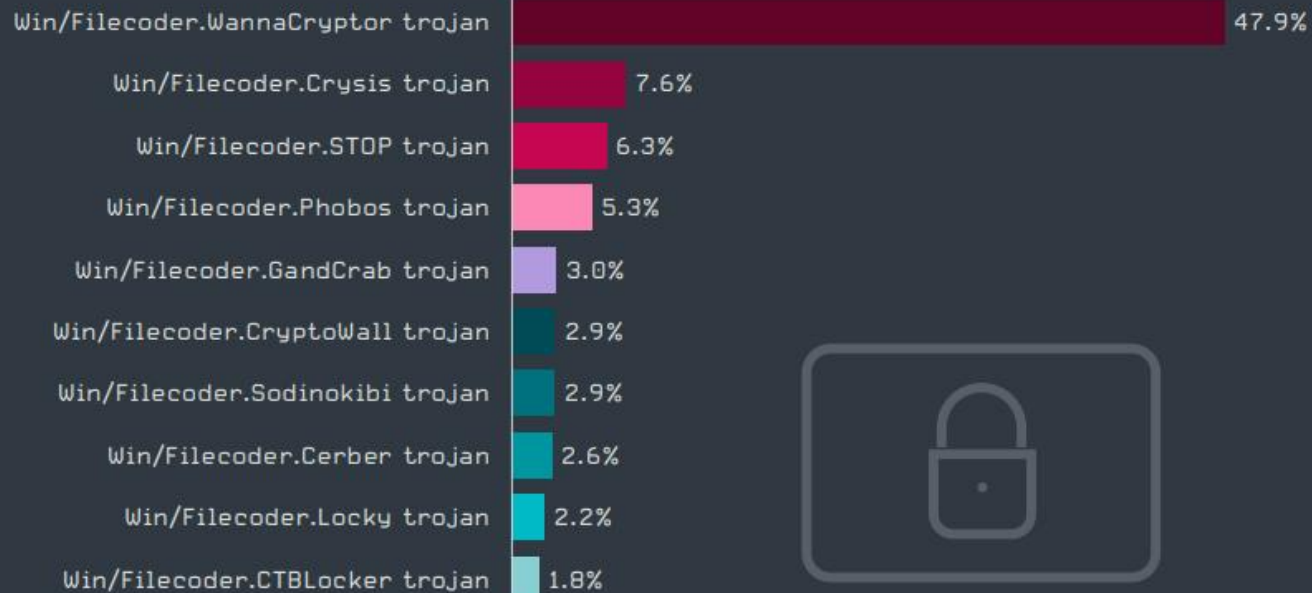 Win/Filecoder.WannaCryptor trojan 47.9%
Win/Filecoder.Crysis trojan 7.6%
Win/Filecoder.STOP trojan 6.3%
Win/Filecoder.Phobos trojan 5.3%
Win/Filecoder.GandCrab trojan 3.0%
Win/Filecoder.CryptoWall trojan 2.9%
Win/Filecoder.Sodinokibi trojan 2.9%
Win/Filecoder.Cerber trojan 2.6%
Win/Filecoder.Locky trojan 2.2%
Win/Filecoder.CTBLocker trojan 1.8%